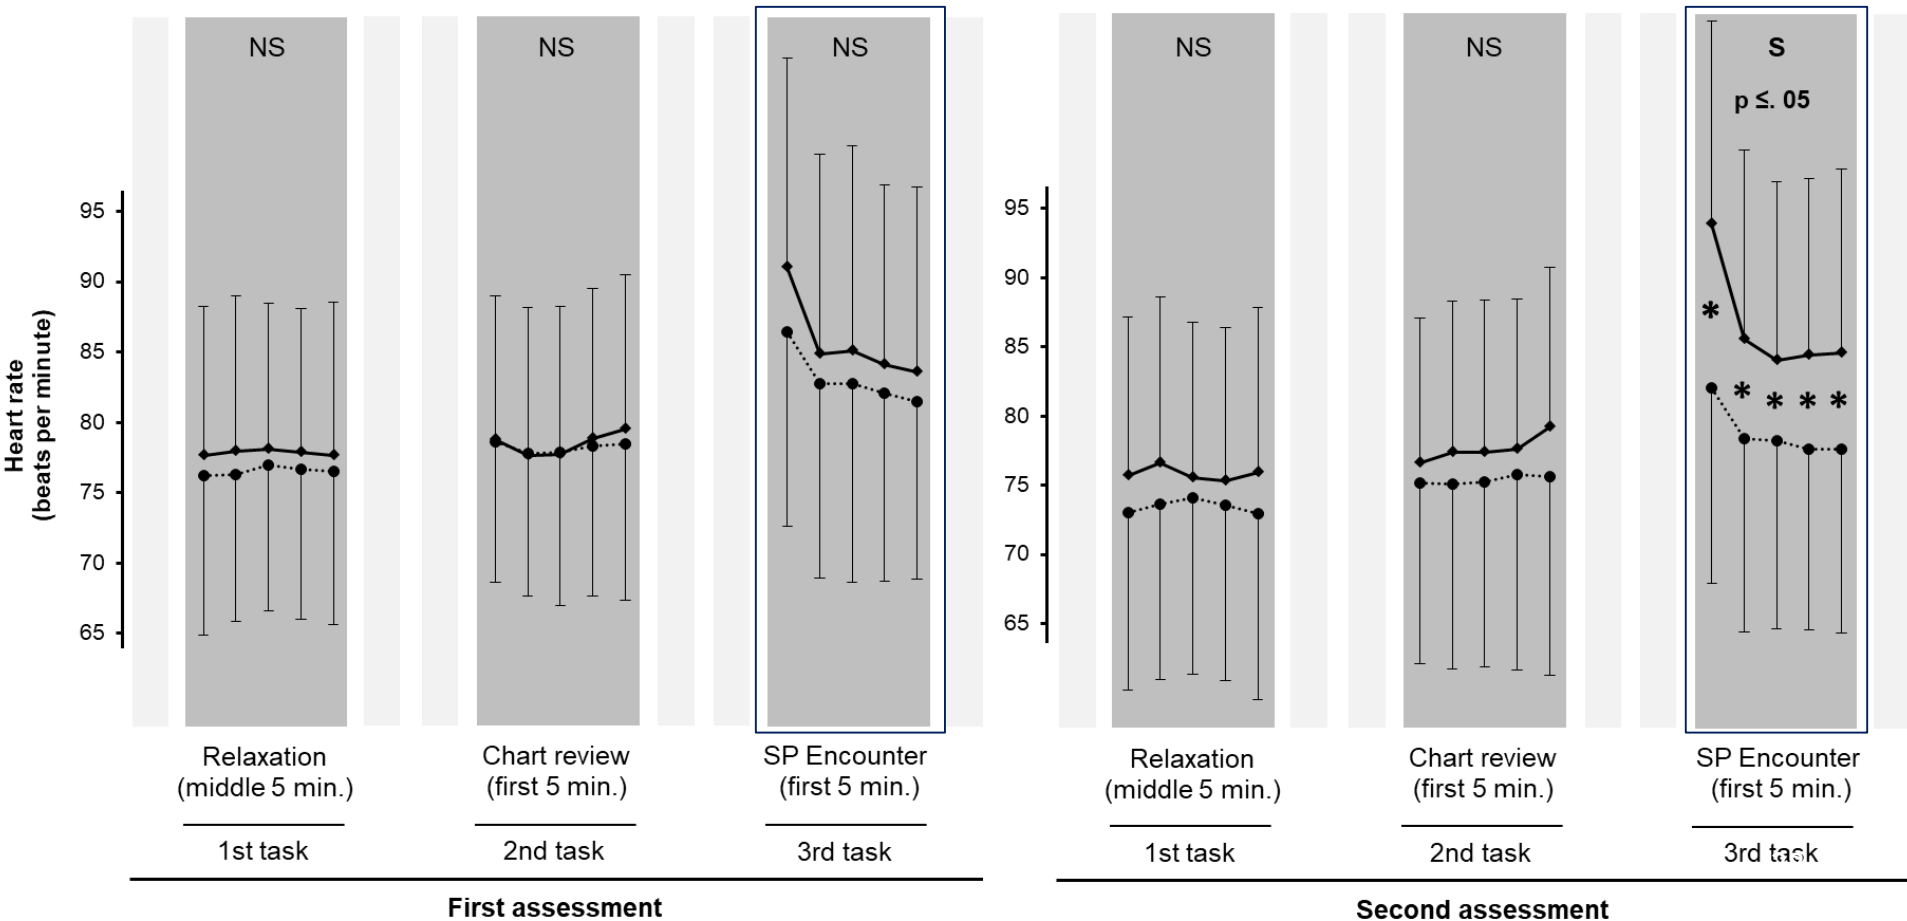 NS
NS
NS
NS
NS
S
p ≤. 05
Heart rate
(beats per minute)
95
90
85
80
75
70
65
95
90
85
80
75
70
65
*
* * * *
Relaxation
(middle 5 min.)
Chart review
(first 5 min.)
SP Encounter
(first 5 min.)
Relaxation
(middle 5 min.)
Chart review
(first 5 min.)
SP Encounter
(first 5 min.)
1st task
2nd task
3rd task
1st task
2nd task
3rd task
First assessment
Second assessment